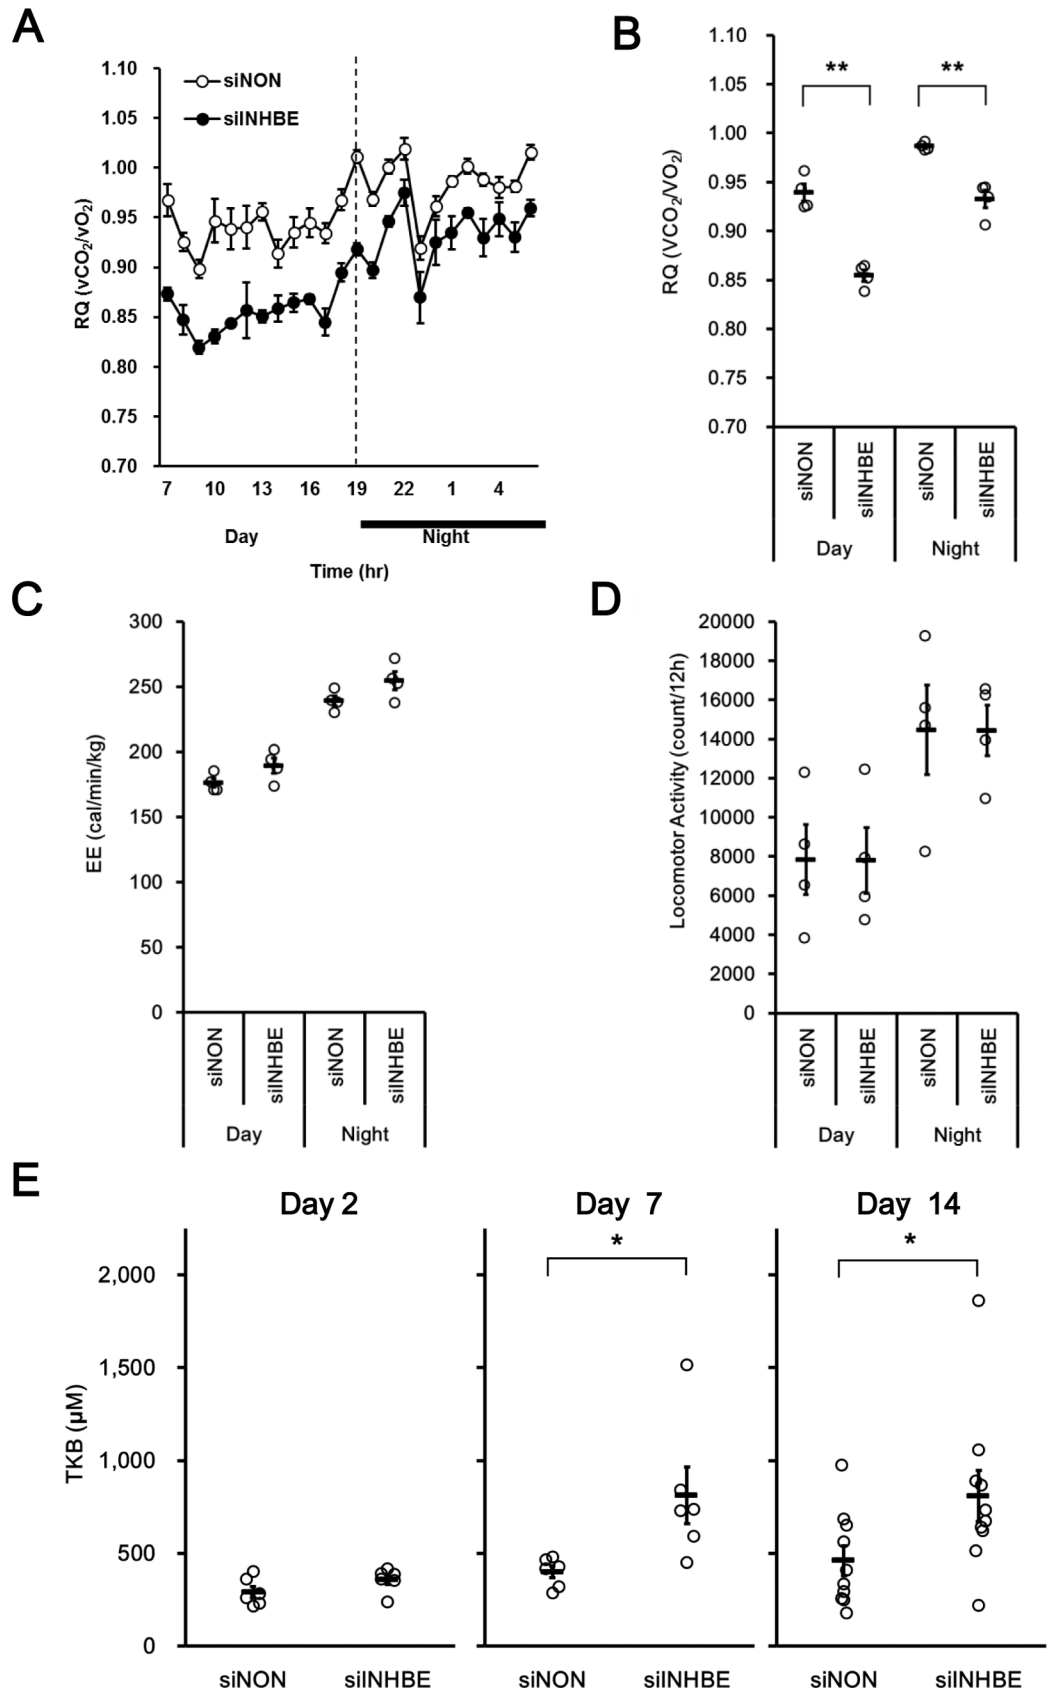 A
RQ (vCO2/vO2)
1.10
1.05
1.00
0.95
0.90
0.85
0.80
0.75
0.70
siNON
siINHBE
7 10 13 16 19 22 1 4
Day Night
Time (hr)
B
RQ (VCO2/VO2)
1.10
1.05
1.00
0.95
0.90
0.85
0.80
0.75
0.70
** **
siNON siINHBE siNON siINHBE
Day Night
C
EE (cal/min/kg)
300
250
200
150
100
50
0
siNON siINHBE siNON siINHBE
Day Night
D
Locomotor Activity (count/12h)
20000
18000
16000
14000
12000
10000
8000
6000
4000
2000
0
siNON siINHBE siNON siINHBE
Day Night
E
Day 2 Day 7 Day 14
* *
TKB (µM)
2,000
1,500
1,000
500
0
siNON siINHBE siNON siINHBE siNON siINHBE